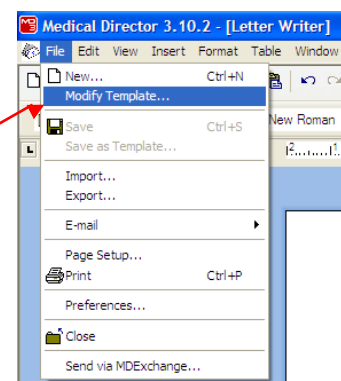 Medical Director 3.10.2 - [Letter Writer]
File Edit View Insert Format Table Window
New... Ctrl+N
Modify Template...
Save Ctrl+S
New Roman
Save as Template...
Import...
Export...
E-mail
Page Setup...
Print Ctrl+P
Preferences...
Close
Send via MDExchange...